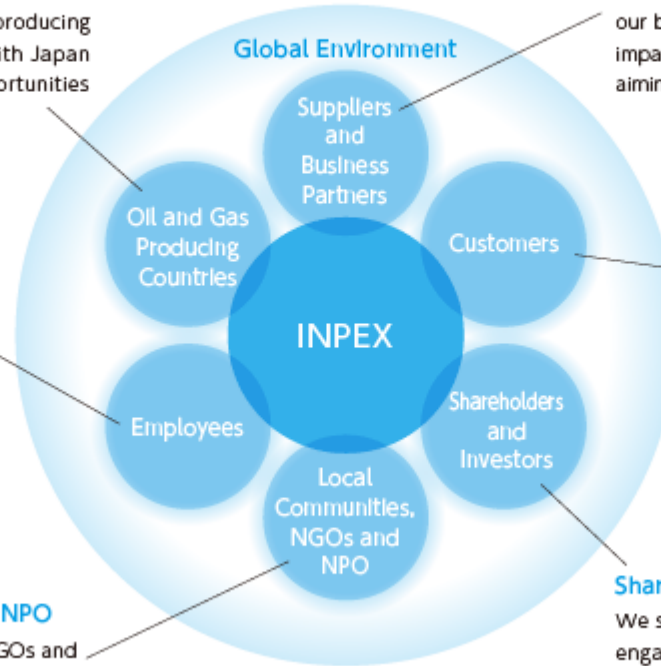 producing
ith Japan
ortunities
our b
impa
aimin
Global Environment
Suppliers
and
Business
Partners
Oil and Gas
Producing
Countries
Customers
INPEX
Employees
Shareholders
and
Investors
Local
Communities,
NGOs and
NPO
NPO
GOs and
Shar
We s
enga